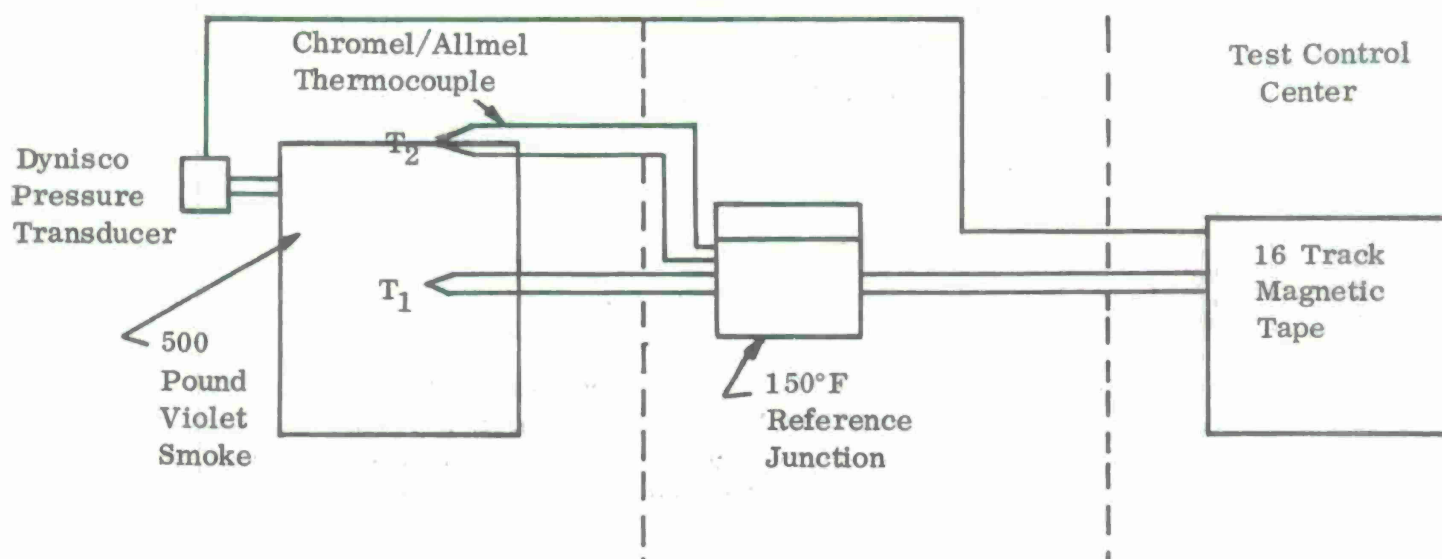 Chromel/Allmel
Thermocouple
Test Control
Center
Dynisco
Pressure
Transducer
T2
T1
16 Track
Magnetic
Tape
500
Pound
Violet
Smoke
150°F
Reference
Junction